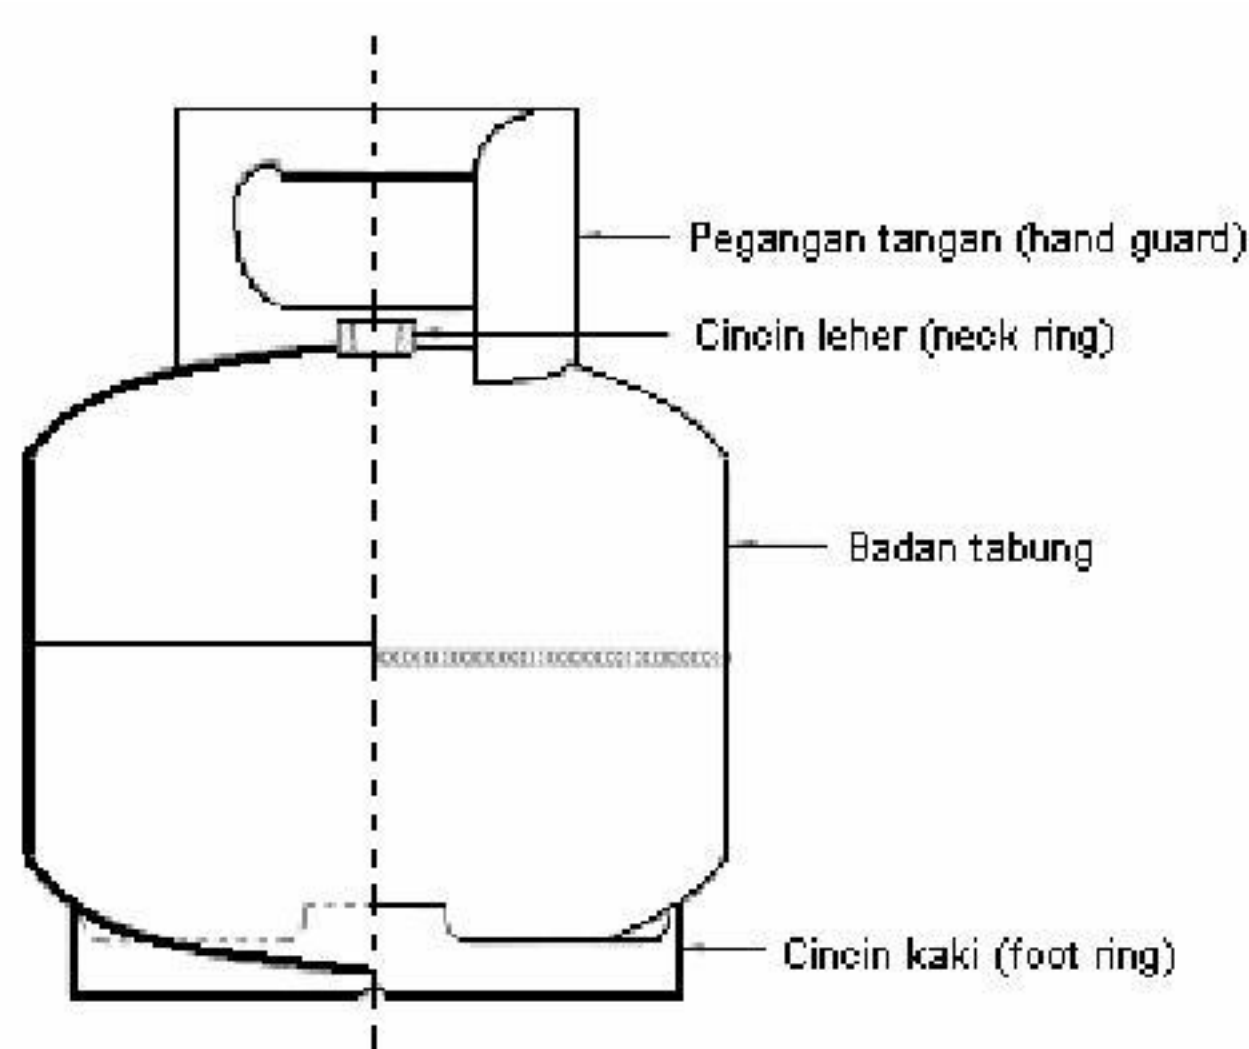 Pegangan tangan (hand guard)
Cincin leher (neck ring)
Badan tabung
Cincin kaki (foot ring)